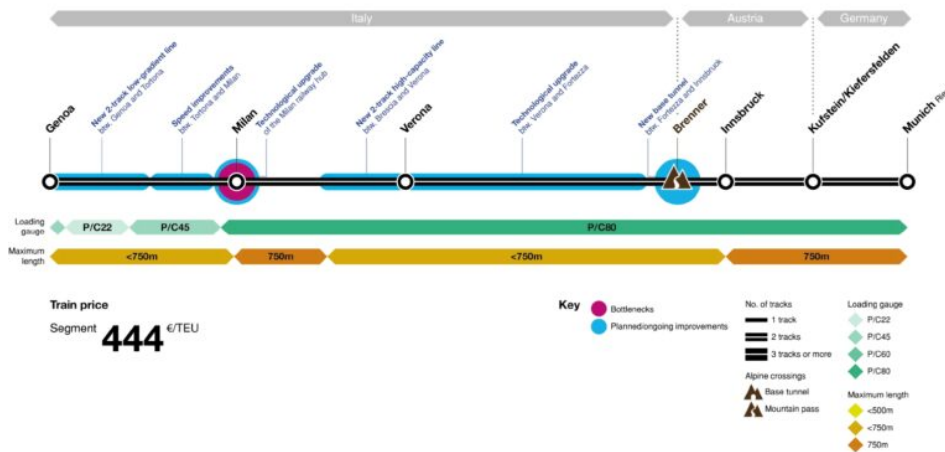 Italy
Austria
Germany
Genoa
New 2-track low-gradient line
btw. Genoa and Tortona
Speed improvements
btw. Tortona and Milan
Milan
Technological upgrade
of the Milan railway hub
New 2-track high-capacity line
btw. Brescia and Verona
Verona
Technological upgrade
btw. Verona and Fortezza
New base tunnel
btw. Fortezza and Innsbruck
Brenner
Innsbruck
Kufstein/Kiefersfelden
Munich
Loading
gauge
P/C22
P/C45
P/C80
Maximum
length
<750m
750m
<750m
750m
Train price
Segment 444 €/TEU
Key
Bottlenecks
Planned/ongoing improvements
No. of tracks
1 track
2 tracks
3 tracks or more
Alpine crossings
Base tunnel
Mountain pass
Loading gauge
P/C22
P/C45
P/C60
P/C80
Maximum length
<500m
<750m
750m